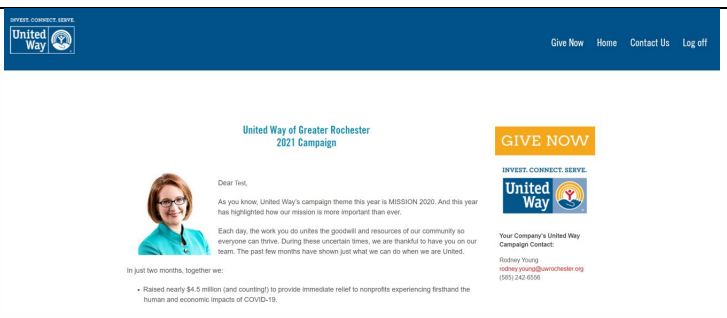 INVEST. CONNECT. SERVE.
United
Way
Give Now Home Contact Us Log off
United Way of Greater Rochester
2021 Campaign
Dear Test,
As you know, United Way's campaign theme this year is MISSION 2020. And this year
has highlighted how our mission is more important than ever.
Each day, the work you do unites the goodwill and resources of our community so
everyone can thrive. During these uncertain times, we are thankful to have you on our
team. The past few months have shown just what we can do when we are United.
In just two months, together we:
• Raised nearly $4.5 million (and counting!) to provide immediate relief to nonprofits experiencing firsthand the
human and economic impacts of COVID-19.
GIVE NOW
INVEST. CONNECT. SERVE.
United
Way
Your Company's United Way
Campaign Contact:
Rodney Young
rodney.young@uwrochester.org
(585) 242-6556